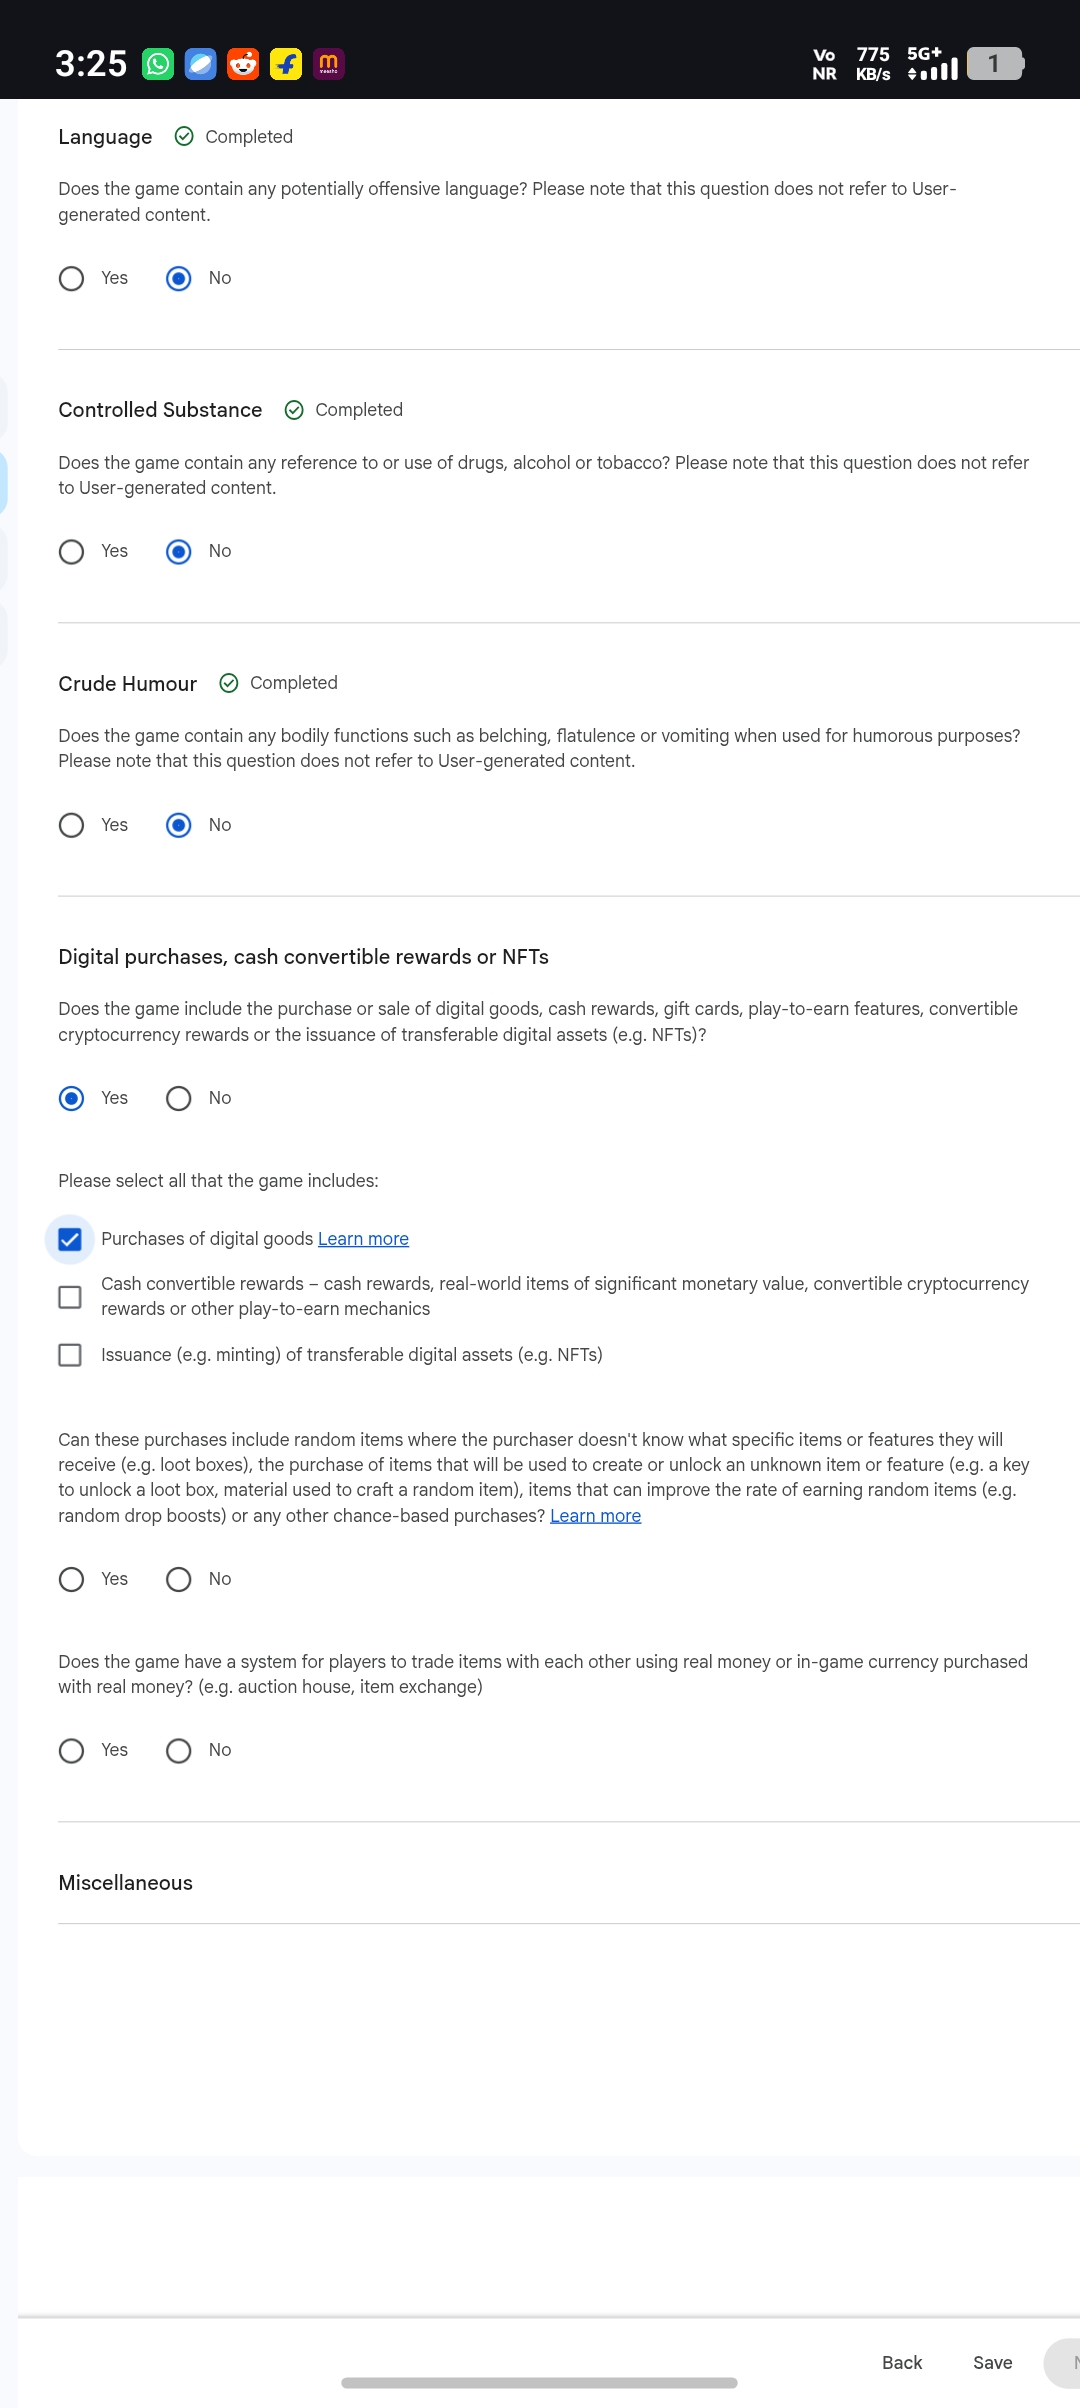 3:25
meesho
Vo
NR
775
KB/s
5G+
1
Language Completed
Does the game contain any potentially offensive language? Please note that this question does not refer to User-
generated content.
Yes No
Controlled Substance Completed
Does the game contain any reference to or use of drugs, alcohol or tobacco? Please note that this question does not refer
to User-generated content.
Yes No
Crude Humour Completed
Does the game contain any bodily functions such as belching, flatulence or vomiting when used for humorous purposes?
Please note that this question does not refer to User-generated content.
Yes No
Digital purchases, cash convertible rewards or NFTs
Does the game include the purchase or sale of digital goods, cash rewards, gift cards, play-to-earn features, convertible
cryptocurrency rewards or the issuance of transferable digital assets (e.g. NFTs)?
Yes No
Please select all that the game includes:
Purchases of digital goods Learn more
Cash convertible rewards – cash rewards, real-world items of significant monetary value, convertible cryptocurrency
rewards or other play-to-earn mechanics
Issuance (e.g. minting) of transferable digital assets (e.g. NFTs)
Can these purchases include random items where the purchaser doesn't know what specific items or features they will
receive (e.g. loot boxes), the purchase of items that will be used to create or unlock an unknown item or feature (e.g. a key
to unlock a loot box, material used to craft a random item), items that can improve the rate of earning random items (e.g.
random drop boosts) or any other chance-based purchases? Learn more
Yes No
Does the game have a system for players to trade items with each other using real money or in-game currency purchased
with real money? (e.g. auction house, item exchange)
Yes No
Miscellaneous
Back Save